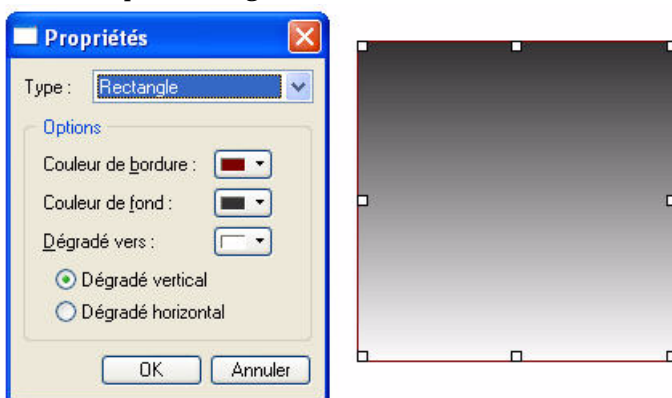 Propriétés
Type : Rectangle
Options
Couleur de bordure :
Couleur de fond :
Dégradé vers :
Dégradé vertical
Dégradé horizontal
OK Annuler